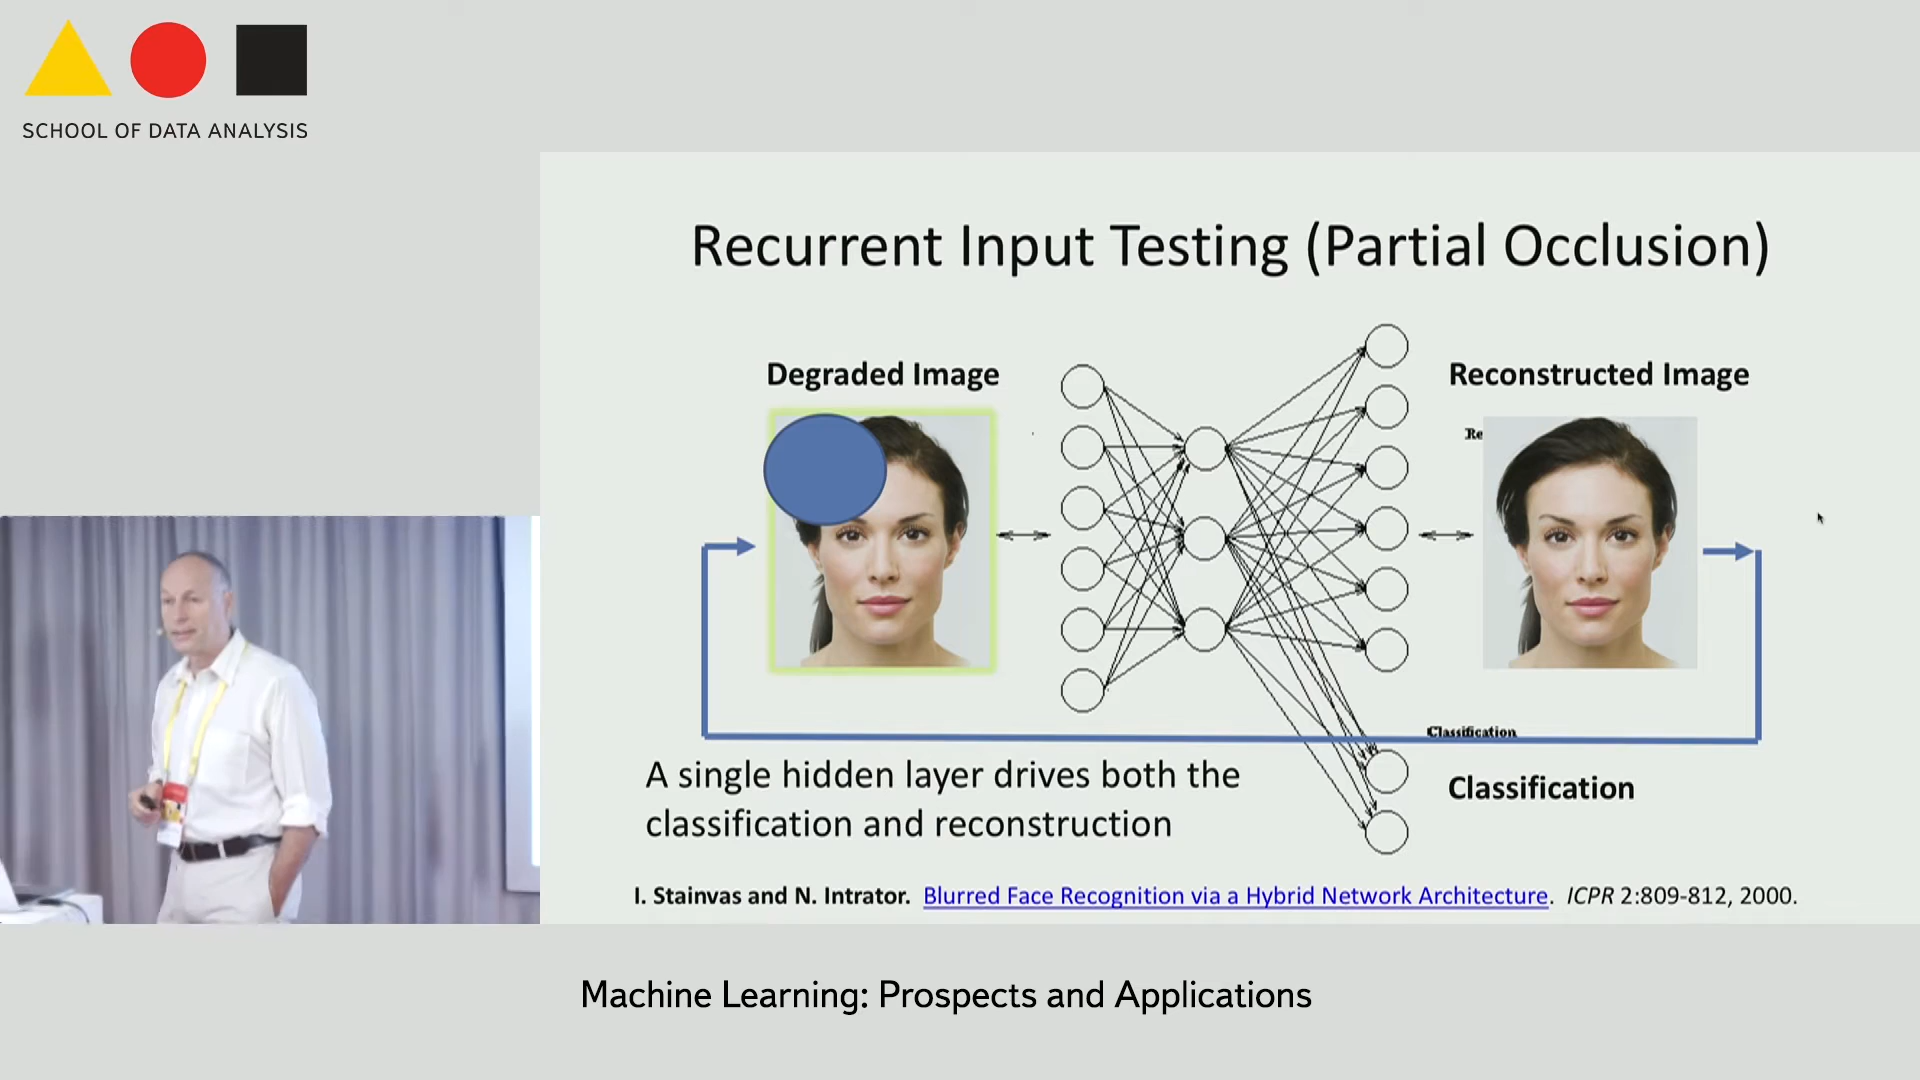 SCHOOL OF DATA ANALYSIS
Recurrent Input Testing (Partial Occlusion)
Degraded Image
Reconstructed Image
Re
Classification
A single hidden layer drives both the
classification and reconstruction
Classification
I. Stainvas and N. Intrator. Blurred Face Recognition via a Hybrid Network Architecture. ICPR 2:809-812, 2000.
Machine Learning: Prospects and Applications